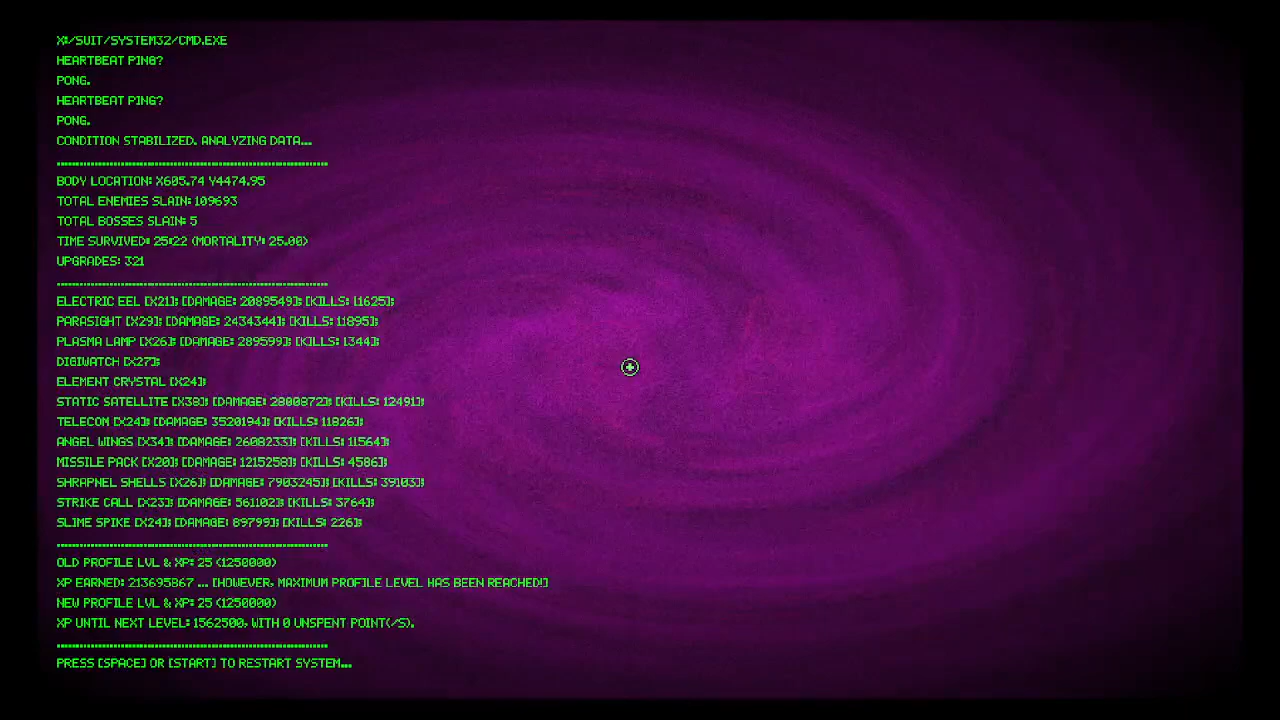 X:/SUIT/SYSTEM32/CMD.EXE
HEARTBEAT PING?
PONG.
HEARTBEAT PING?
PONG.
CONDITION STABILIZED. ANALYZING DATA...
BODY LOCATION: X605.74 Y4474.95
TOTAL ENEMIES SLAIN: 109693
TOTAL BOSSES SLAIN: 5
TIME SURVIVED: 25:22 (MORTALITY: 25.00)
UPGRADES: 321
ELECTRIC EEL [X21]; [DAMAGE: 2089549]; [KILLS: 11625];
PARASIGHT [X29]; [DAMAGE: 2434344]; [KILLS: 11895];
PLASMA LAMP [X26]; [DAMAGE: 289599]; [KILLS: 1344];
DIGIWATCH [X27];
ELEMENT CRYSTAL [X24];
STATIC SATELLITE [X38]; [DAMAGE: 2800872]; [KILLS: 12491];
TELECOM [X24]; [DAMAGE: 3520194]; [KILLS: 11826];
ANGEL WINGS [X34]; [DAMAGE: 2608233]; [KILLS: 11564];
MISSILE PACK [X20]; [DAMAGE: 1215258]; [KILLS: 4586];
SHRAPNEL SHELLS [X26]; [DAMAGE: 7903245]; [KILLS: 39103];
STRIKE CALL [X23]; [DAMAGE: 561102]; [KILLS: 3764];
SLIME SPIKE [X24]; [DAMAGE: 89799]; [KILLS: 226];
OLD PROFILE LVL & XP: 25 (1250000)
XP EARNED: 213695867 ... [HOWEVER, MAXIMUM PROFILE LEVEL HAS BEEN REACHED!]
NEW PROFILE LVL & XP: 25 (1250000)
XP UNTIL NEXT LEVEL: 1562500, WITH 0 UNSPENT POINT(/S).
PRESS [SPACE] OR [START] TO RESTART SYSTEM...